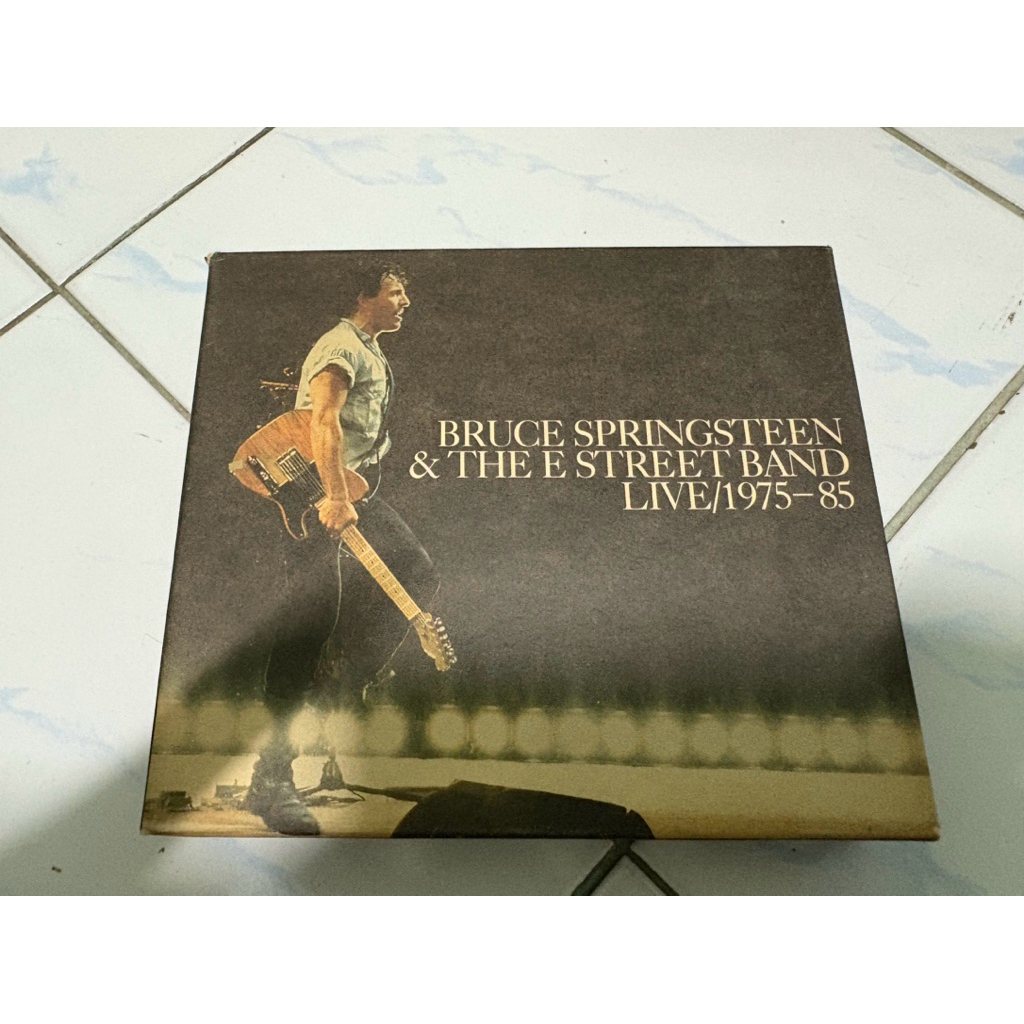 BRUCE SPRINGSTEEN
& THE E STREET BAND
LIVE/1975–85